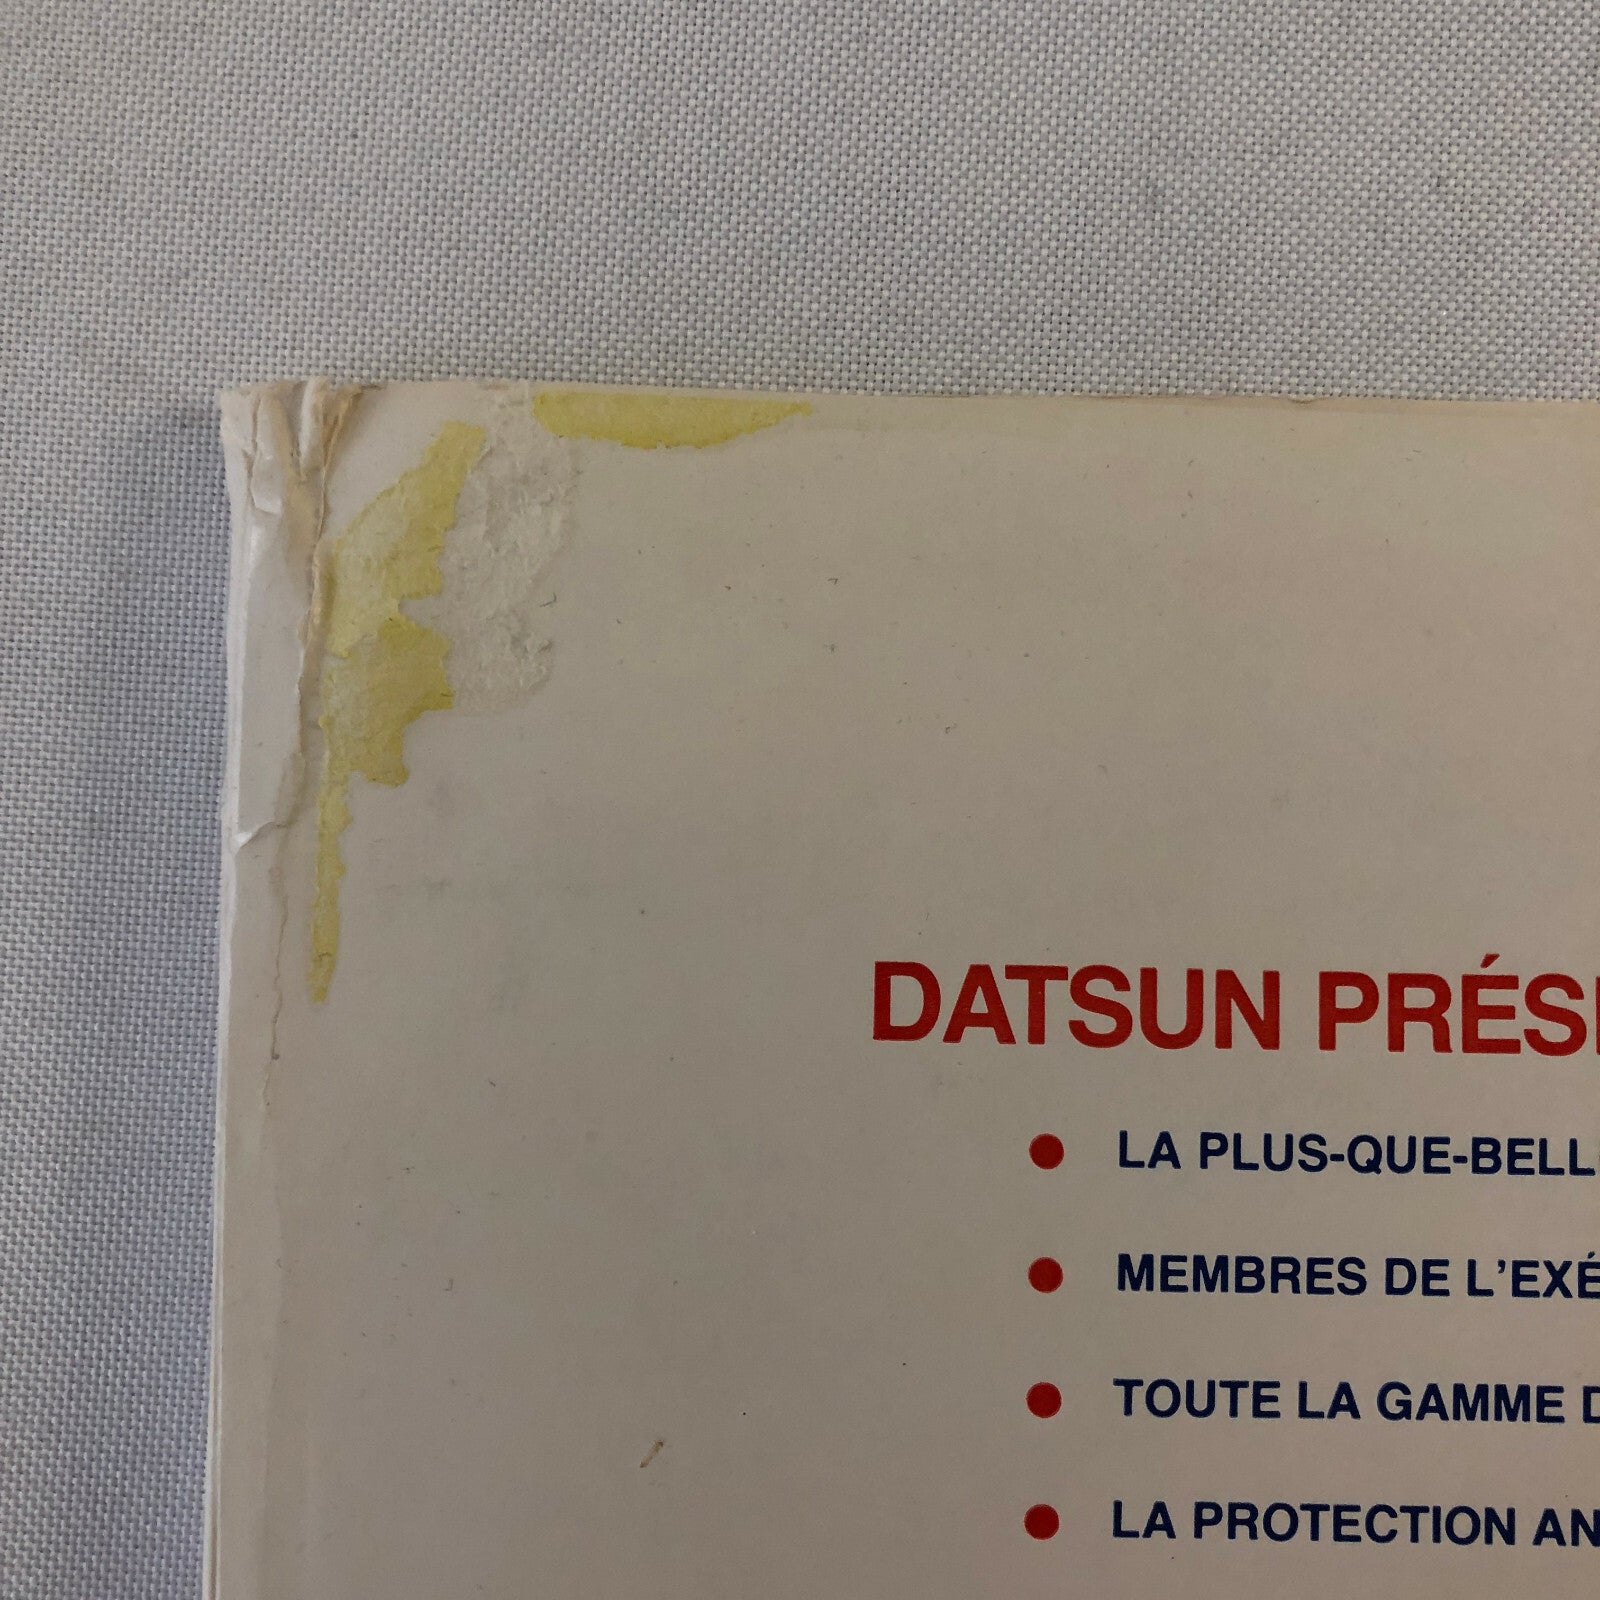 DATSUN PRÉS
● LA PLUS-QUE-BELL
● MEMBRES DE L'EXÉ
● TOUTE LA GAMME D
● LA PROTECTION AN